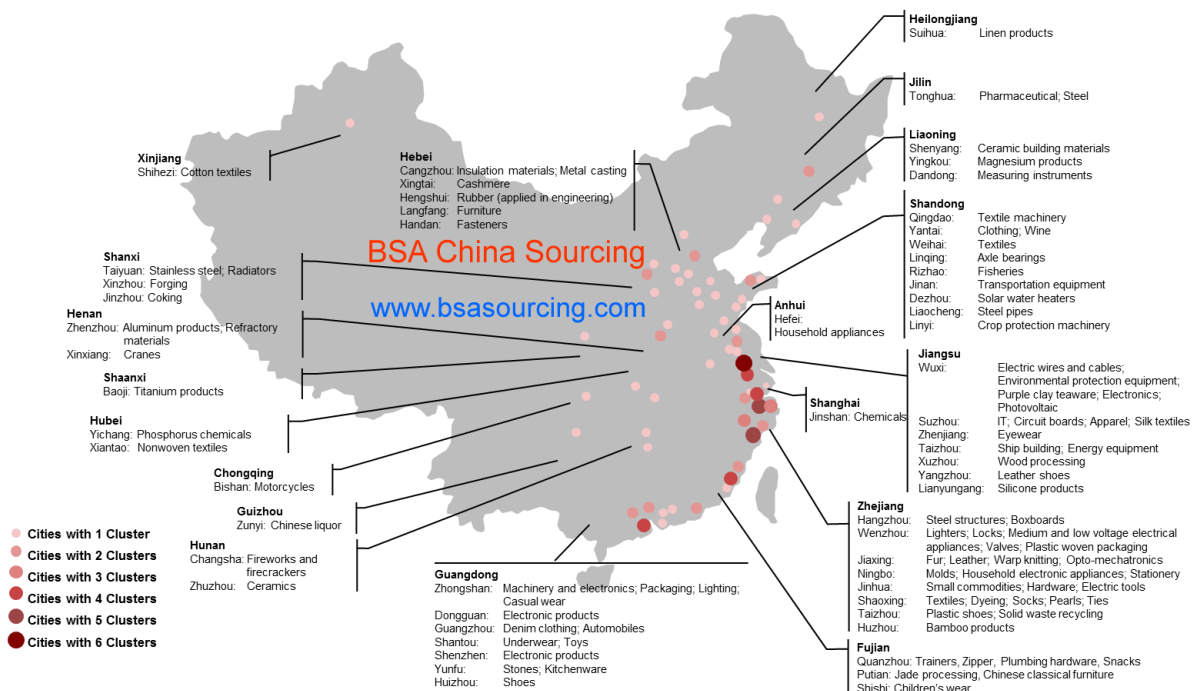 Heilongjiang
Suihua: Linen products
Jilin
Tonghua: Pharmaceutical; Steel
Liaoning
Shenyang: Ceramic building materials
Yingkou: Magnesium products
Dandong: Measuring instruments
Xinjiang
Shihezi: Cotton textiles
Hebei
Cangzhou: Insulation materials; Metal casting
Xingtai: Cashmere
Hengshui: Rubber (applied in engineering)
Langfang: Furniture
Handan: Fasteners
Shandong
Qingdao: Textile machinery
Yantai: Clothing; Wine
Weihai: Textiles
Linqing: Axle bearings
Rizhao: Fisheries
Jinan: Transportation equipment
Dezhou: Solar water heaters
Liaocheng: Steel pipes
Linyi: Crop protection machinery
BSA China Sourcing
www.bsasourcing.com
Shanxi
Taiyuan: Stainless steel; Radiators
Xinzhou: Forging
Jinzhou: Coking
Henan
Zhenzhou: Aluminum products; Refractory
materials
Xinxiang: Cranes
Anhui
Hefei:
Household appliances
Shaanxi
Baoji: Titanium products
Jiangsu
Wuxi: Electric wires and cables;
Environmental protection equipment;
Purple clay teaware; Electronics;
Photovoltaic
Suzhou: IT; Circuit boards; Apparel; Silk textiles
Zhenjiang: Eyewear
Taizhou: Ship building; Energy equipment
Xuzhou: Wood processing
Yangzhou: Leather shoes
Lianyungang: Silicone products
Shanghai
Jinshan: Chemicals
Hubei
Yichang: Phosphorus chemicals
Xiantao: Nonwoven textiles
Chongqing
Bishan: Motorcycles
Guizhou
Zunyi: Chinese liquor
Hunan
Changsha: Fireworks and
firecrackers
Zhuzhou: Ceramics
Zhejiang
Hangzhou: Steel structures; Boxboards
Wenzhou: Lighters; Locks; Medium and low voltage electrical
appliances; Valves; Plastic woven packaging
Jiaxing: Fur; Leather; Warp knitting; Opto-mechatronics
Ningbo: Molds; Household electronic appliances; Stationery
Jinhua: Small commodities; Hardware; Electric tools
Shaoxing: Textiles; Dyeing; Socks; Pearls; Ties
Taizhou: Plastic shoes; Solid waste recycling
Huzhou: Bamboo products
Cities with 1 Cluster
Cities with 2 Clusters
Cities with 3 Clusters
Cities with 4 Clusters
Cities with 5 Clusters
Cities with 6 Clusters
Guangdong
Zhongshan: Machinery and electronics; Packaging; Lighting;
Casual wear
Dongguan: Electronic products
Guangzhou: Denim clothing; Automobiles
Shantou: Underwear; Toys
Shenzhen: Electronic products
Yunfu: Stones; Kitchenware
Huizhou: Shoes
Fujian
Quanzhou: Trainers, Zipper, Plumbing hardware, Snacks
Putian: Jade processing, Chinese classical furniture
Shishi: Children's wear